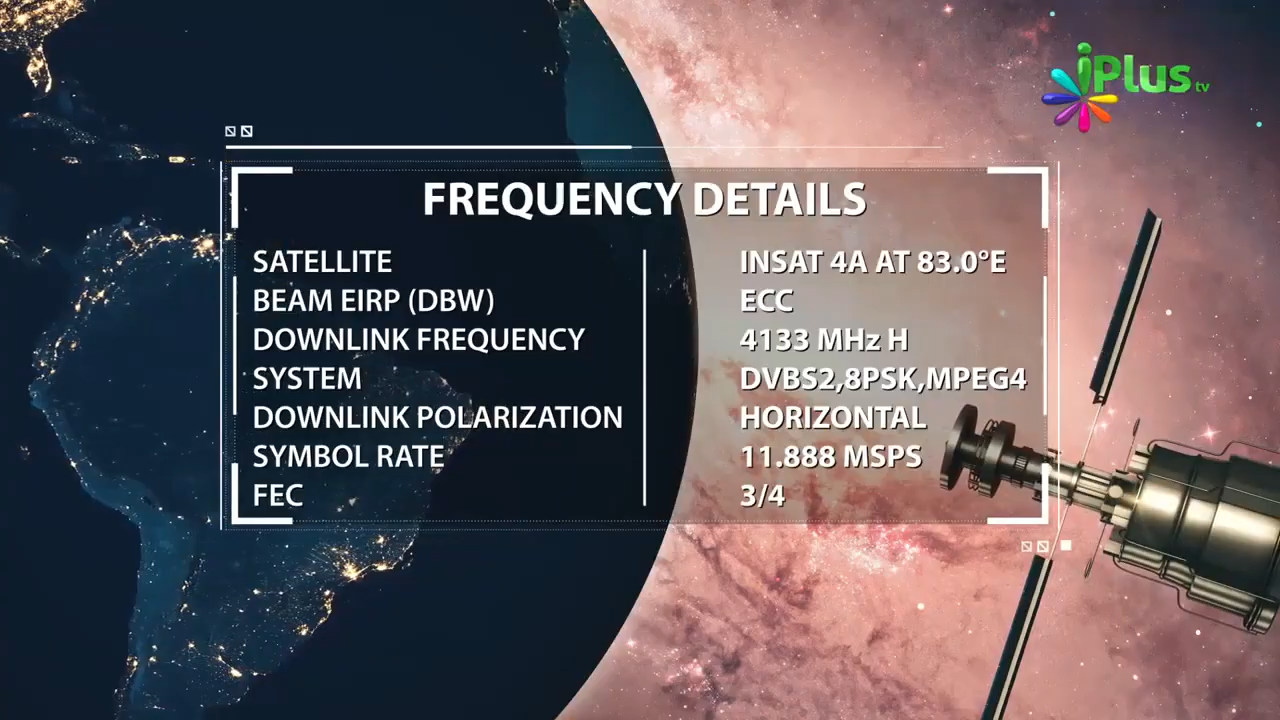 iPlus tv
FREQUENCY DETAILS
SATELLITE INSAT 4A AT 83.0°E
BEAM EIRP (DBW) ECC
DOWNLINK FREQUENCY 4133 MHz H
SYSTEM DVBS2,8PSK,MPEG4
DOWNLINK POLARIZATION HORIZONTAL
SYMBOL RATE 11.888 MSPS
FEC 3/4